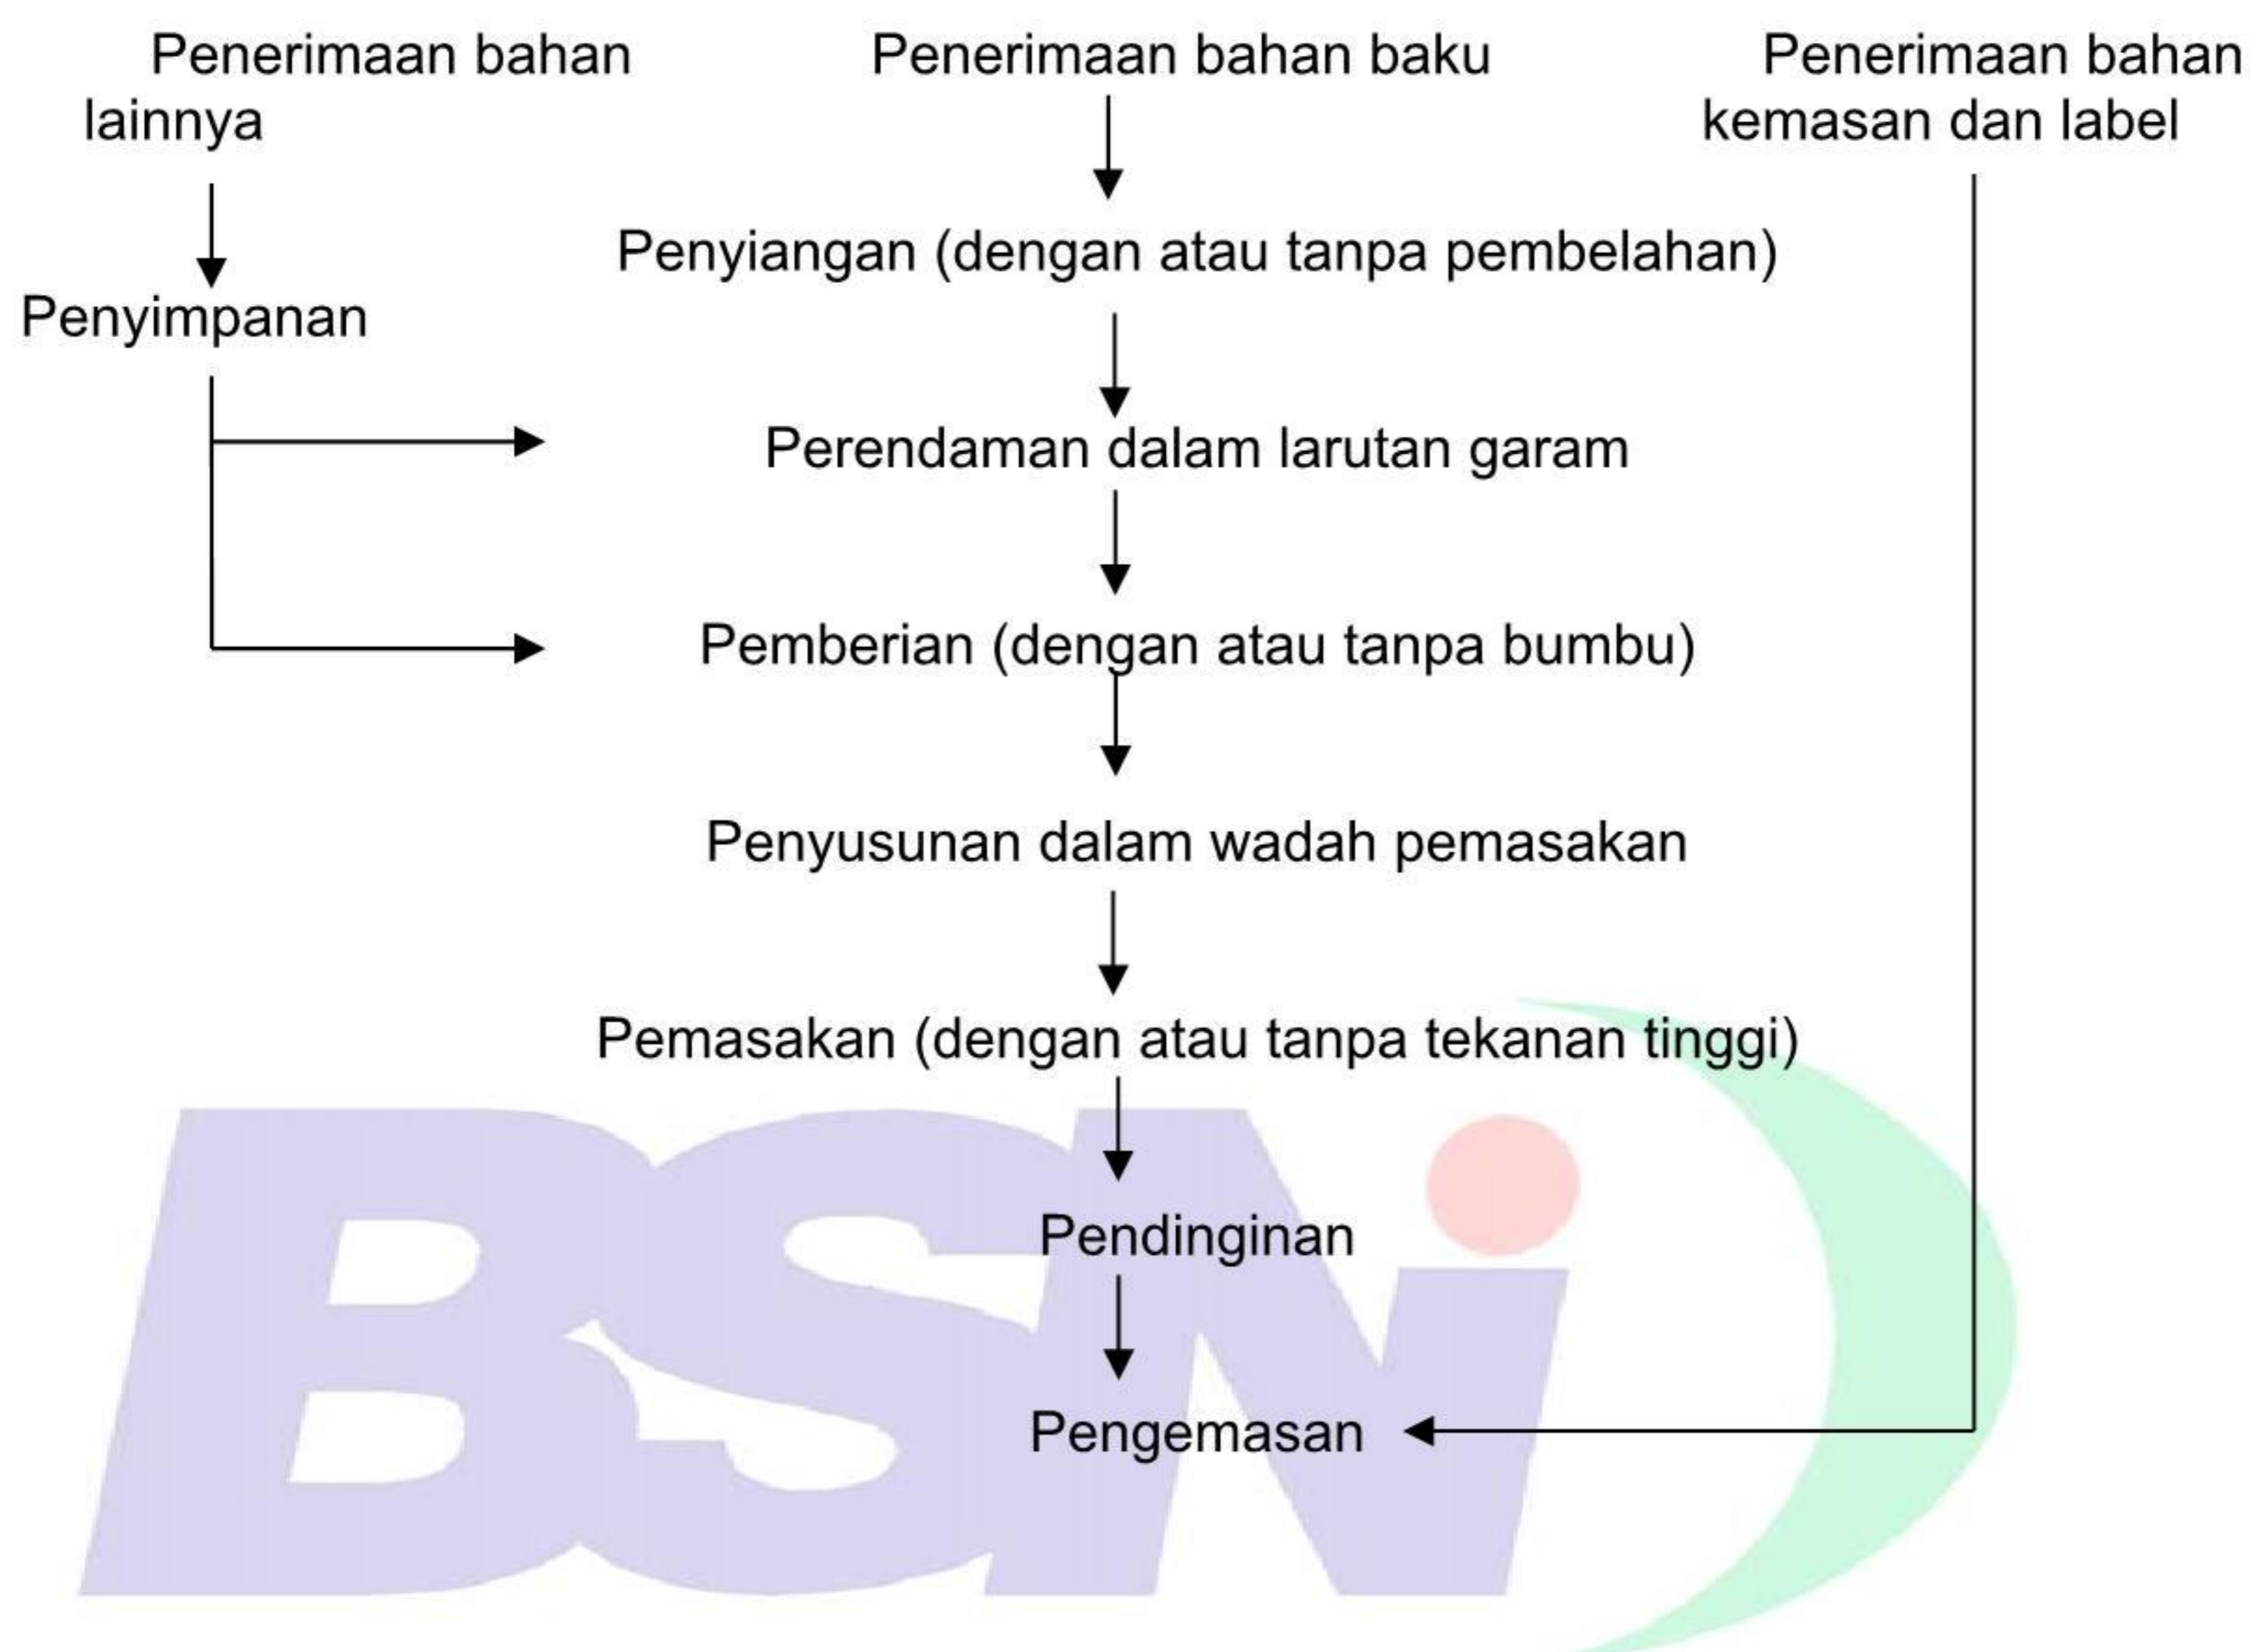 Penerimaan bahan
lainnya
Penerimaan bahan baku
Penerimaan bahan
kemasan dan label
Penyiangan (dengan atau tanpa pembelahan)
Penyimpanan
Perendaman dalam larutan garam
Pemberian (dengan atau tanpa bumbu)
Penyusunan dalam wadah pemasakan
Pemasakan (dengan atau tanpa tekanan tinggi)
Pendinginan
Pengemasan
BSNi